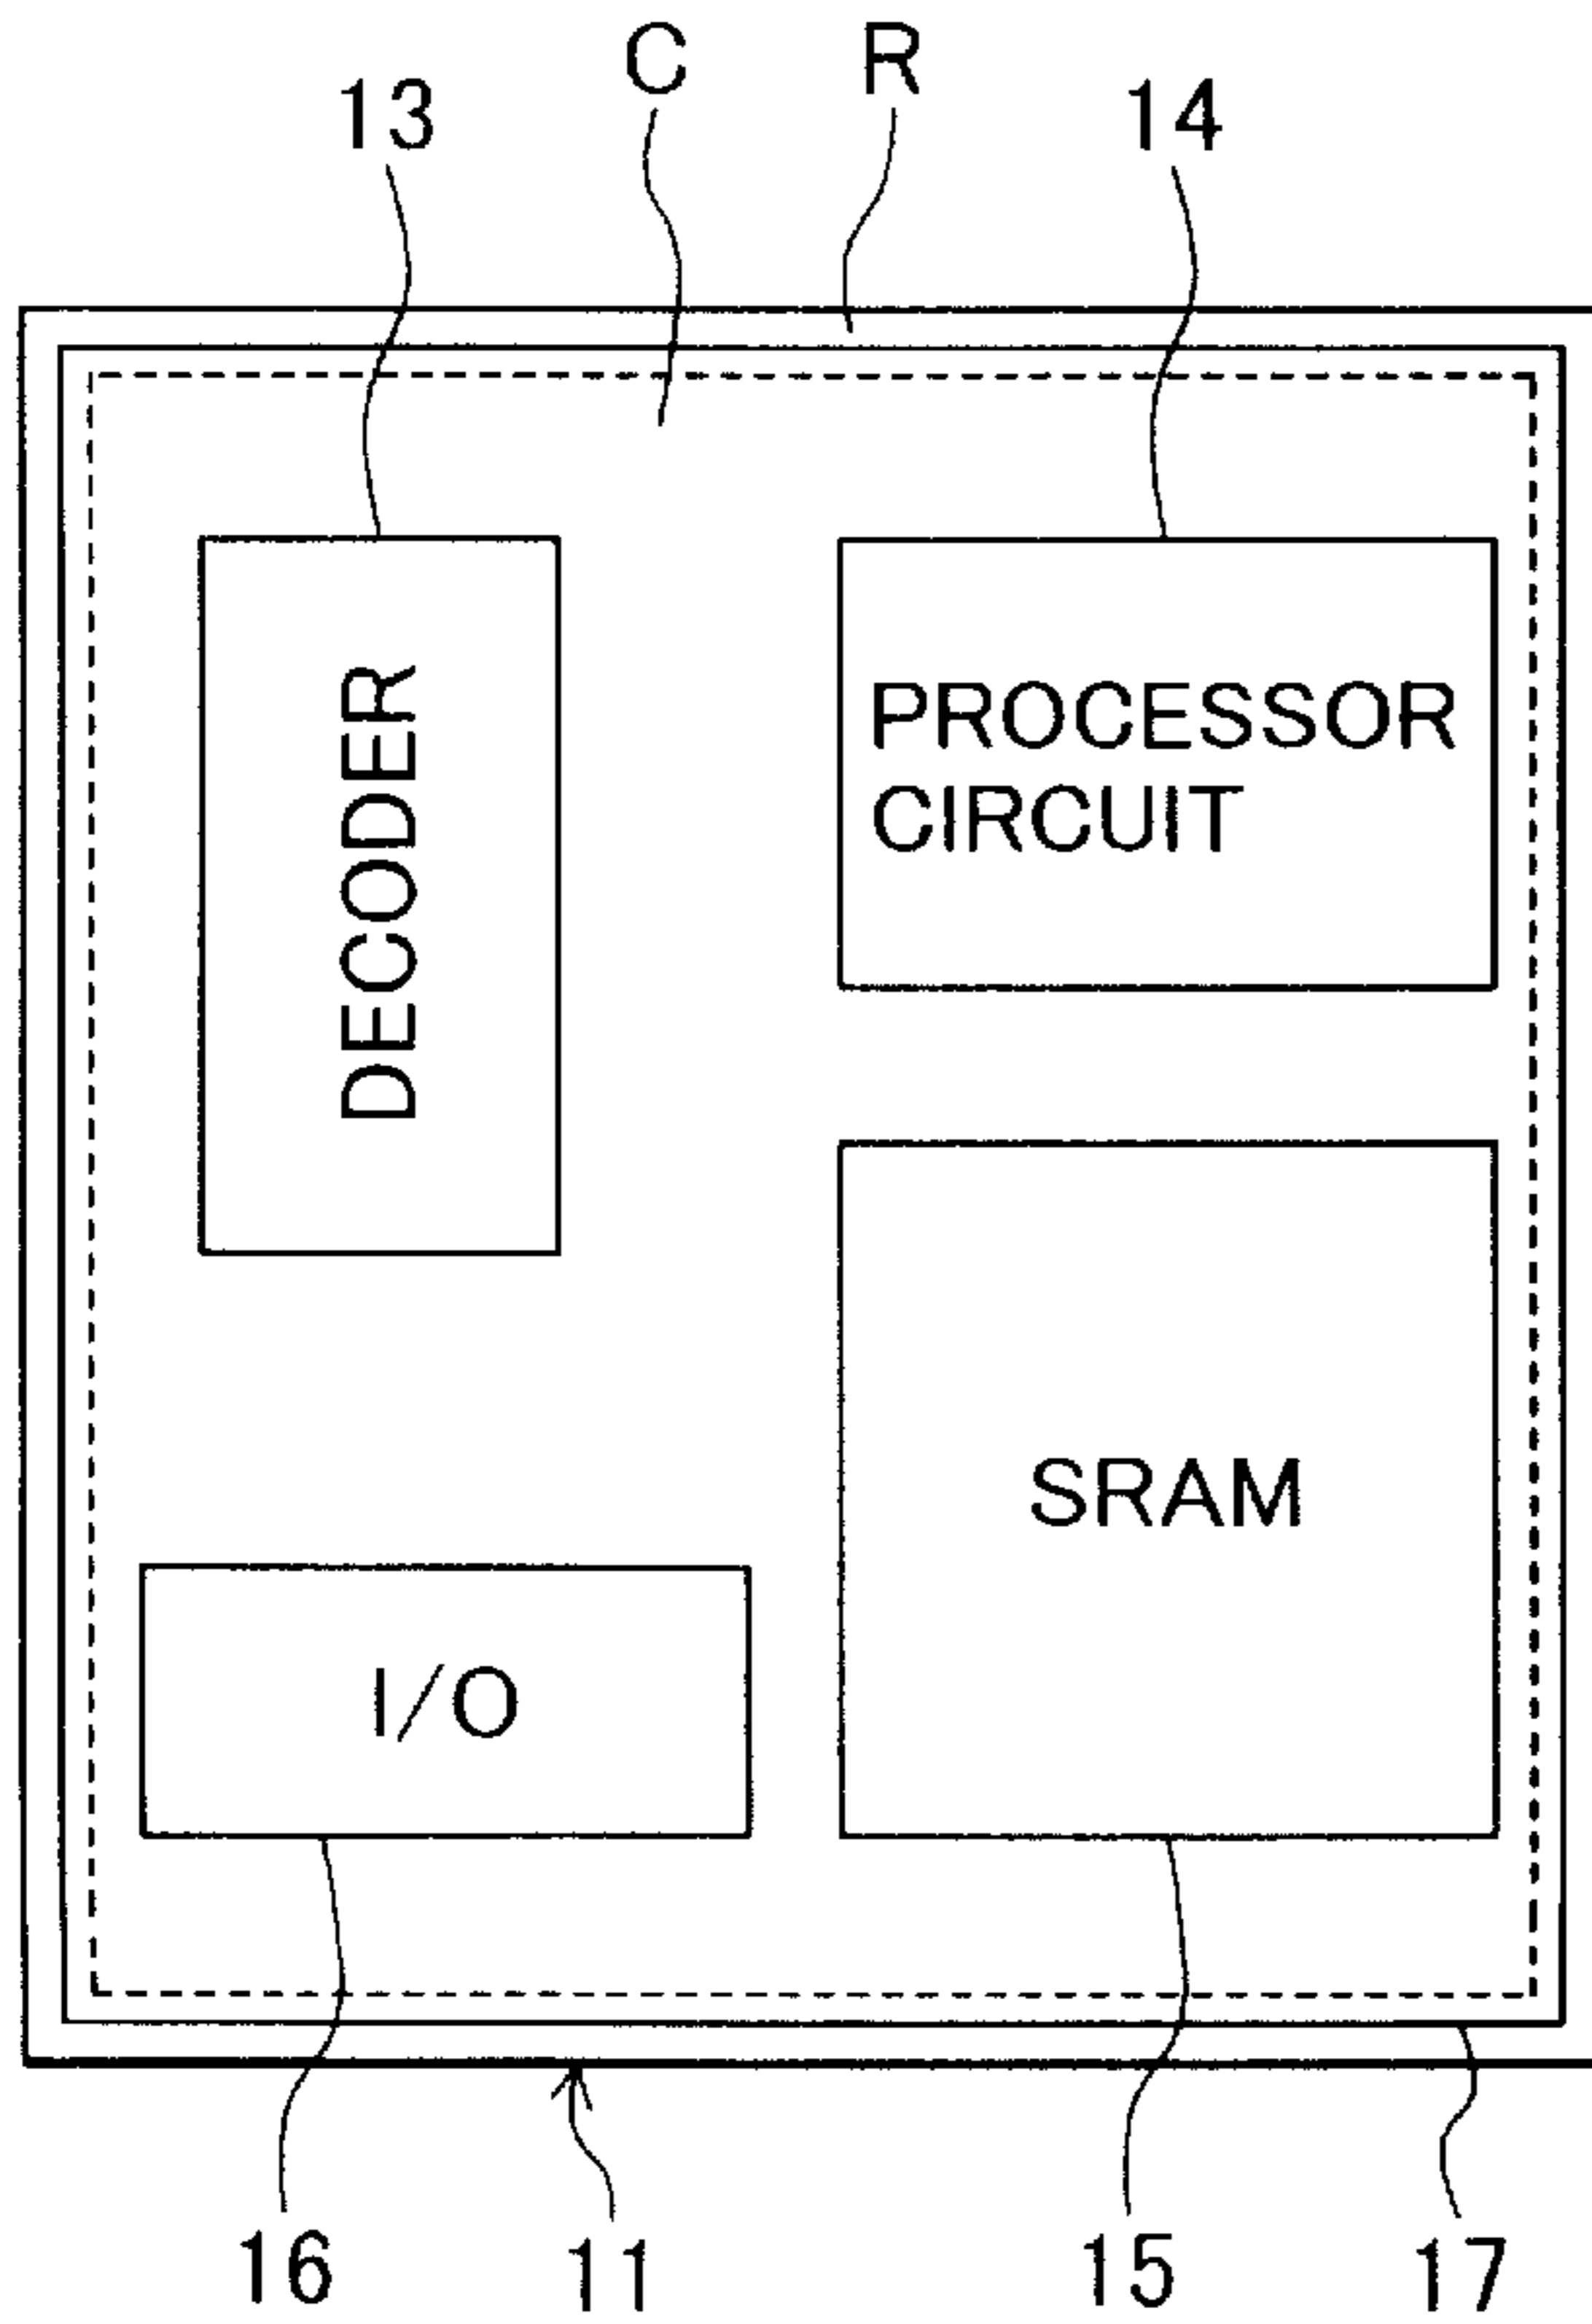 C R
13 14
DECODER
PROCESSOR
CIRCUIT
SRAM
I/O
16 11 15 17